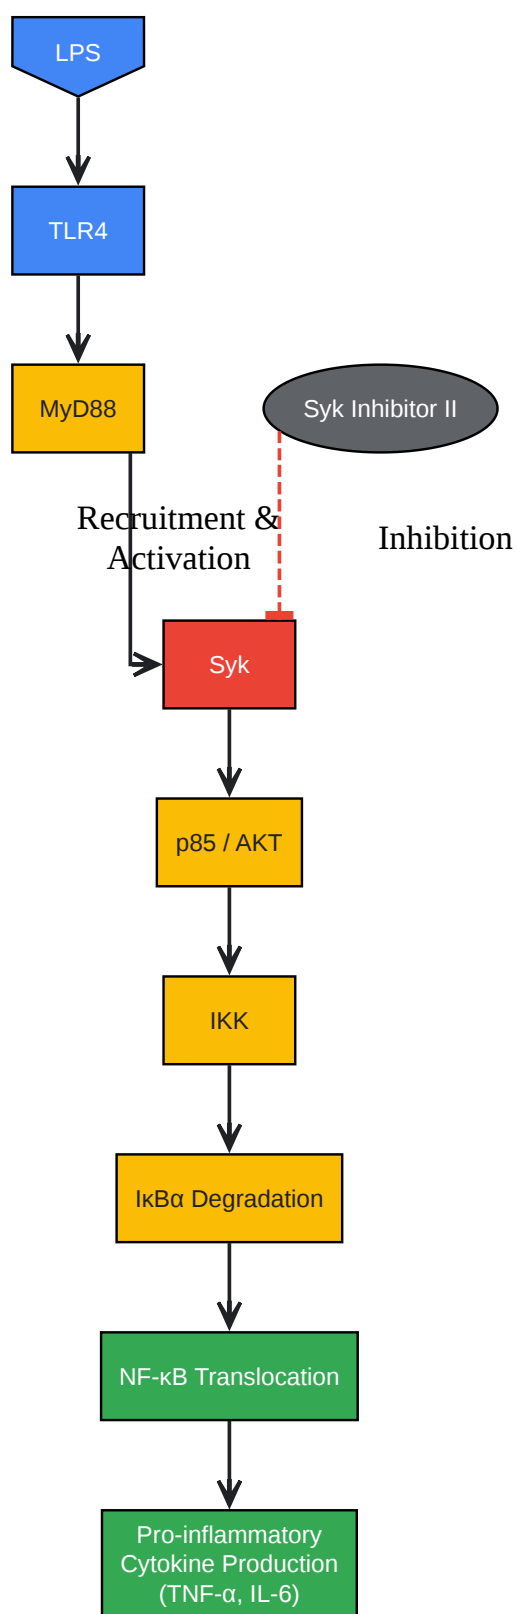 LPS
TLR4
MyD88
Syk Inhibitor II
Recruitment &
Activation
Inhibition
Syk
p85 / AKT
IKK
IκBα Degradation
NF-κB Translocation
Pro-inflammatory
Cytokine Production
(TNF-α, IL-6)